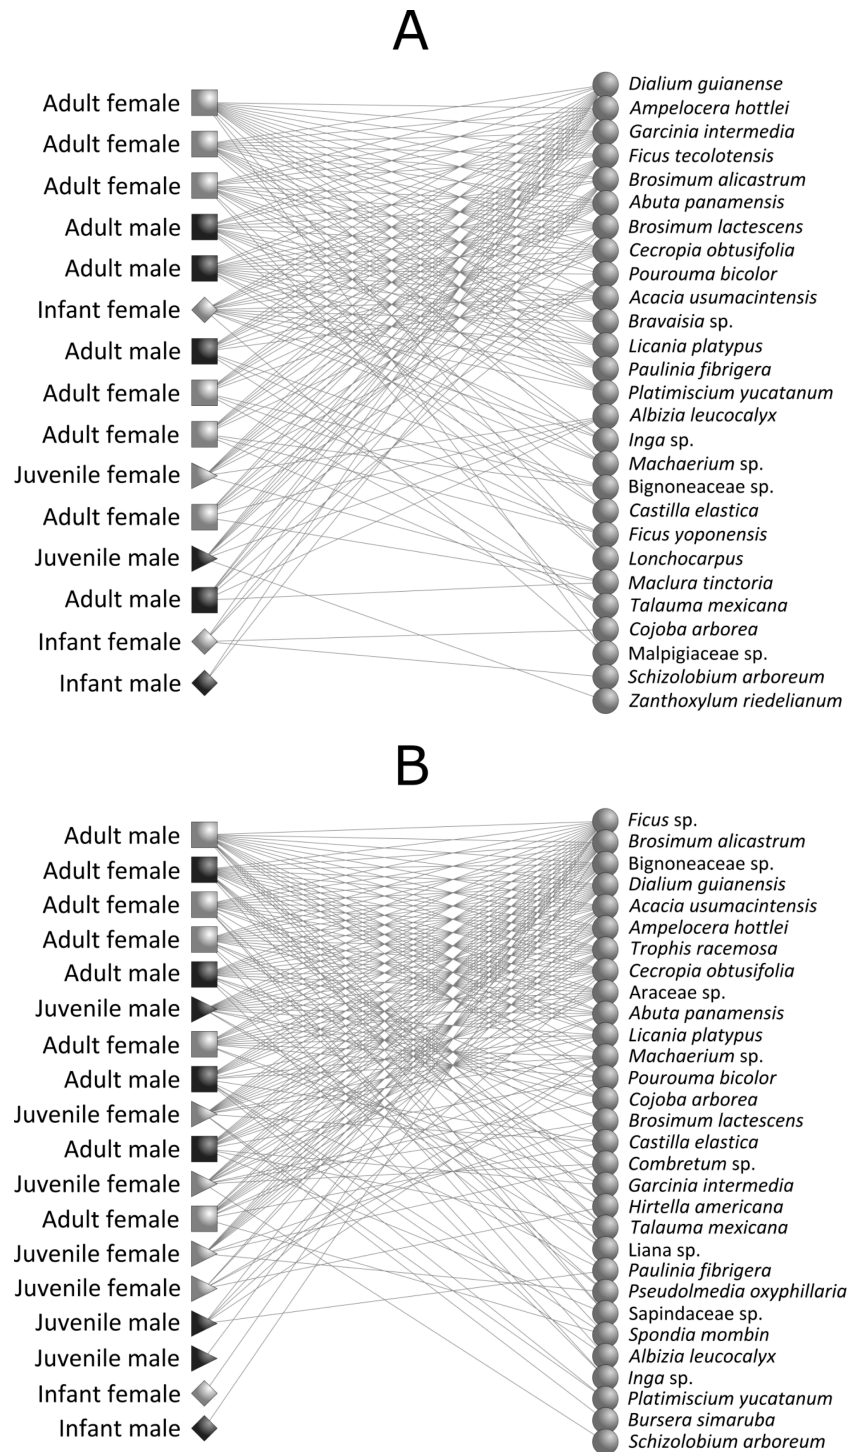 A
Adult female
Adult female
Adult female
Adult male
Adult male
Infant female
Adult male
Adult female
Adult female
Juvenile female
Adult female
Juvenile male
Adult male
Infant female
Infant male
Dialium guianense
Ampelocera hottlei
Garcinia intermedia
Ficus tecolotensis
Brosimum alicastrum
Abuta panamensis
Brosimum lactescens
Cecropia obtusifolia
Pourouma bicolor
Acacia usumacintensis
Bravaisia sp.
Licania platypus
Paulinia fibrigera
Platimiscium yucatanum
Albizia leucocalyx
Inga sp.
Machaerium sp.
Bignoneaceae sp.
Castilla elastica
Ficus yoponensis
Lonchocarpus
Maclura tinctoria
Talauma mexicana
Cojoba arborea
Malpigiaceae sp.
Schizolobium arboreum
Zanthoxylum riedelianum
B
Adult male
Adult female
Adult female
Adult female
Adult male
Juvenile male
Adult female
Adult male
Juvenile female
Adult male
Juvenile female
Adult female
Juvenile female
Juvenile female
Juvenile male
Juvenile male
Infant female
Infant male
Ficus sp.
Brosimum alicastrum
Bignoneaceae sp.
Dialium guianensis
Acacia usumacintensis
Ampelocera hottlei
Trophis racemosa
Cecropia obtusifolia
Araceae sp.
Abuta panamensis
Licania platypus
Machaerium sp.
Pourouma bicolor
Cojoba arborea
Brosimum lactescens
Castilla elastica
Combretum sp.
Garcinia intermedia
Hirtella americana
Talauma mexicana
Liana sp.
Paulinia fibrigera
Pseudolmedia oxyphillaria
Sapindaceae sp.
Spondia mombin
Albizia leucocalyx
Inga sp.
Platimiscium yucatanum
Bursera simaruba
Schizolobium arboreum